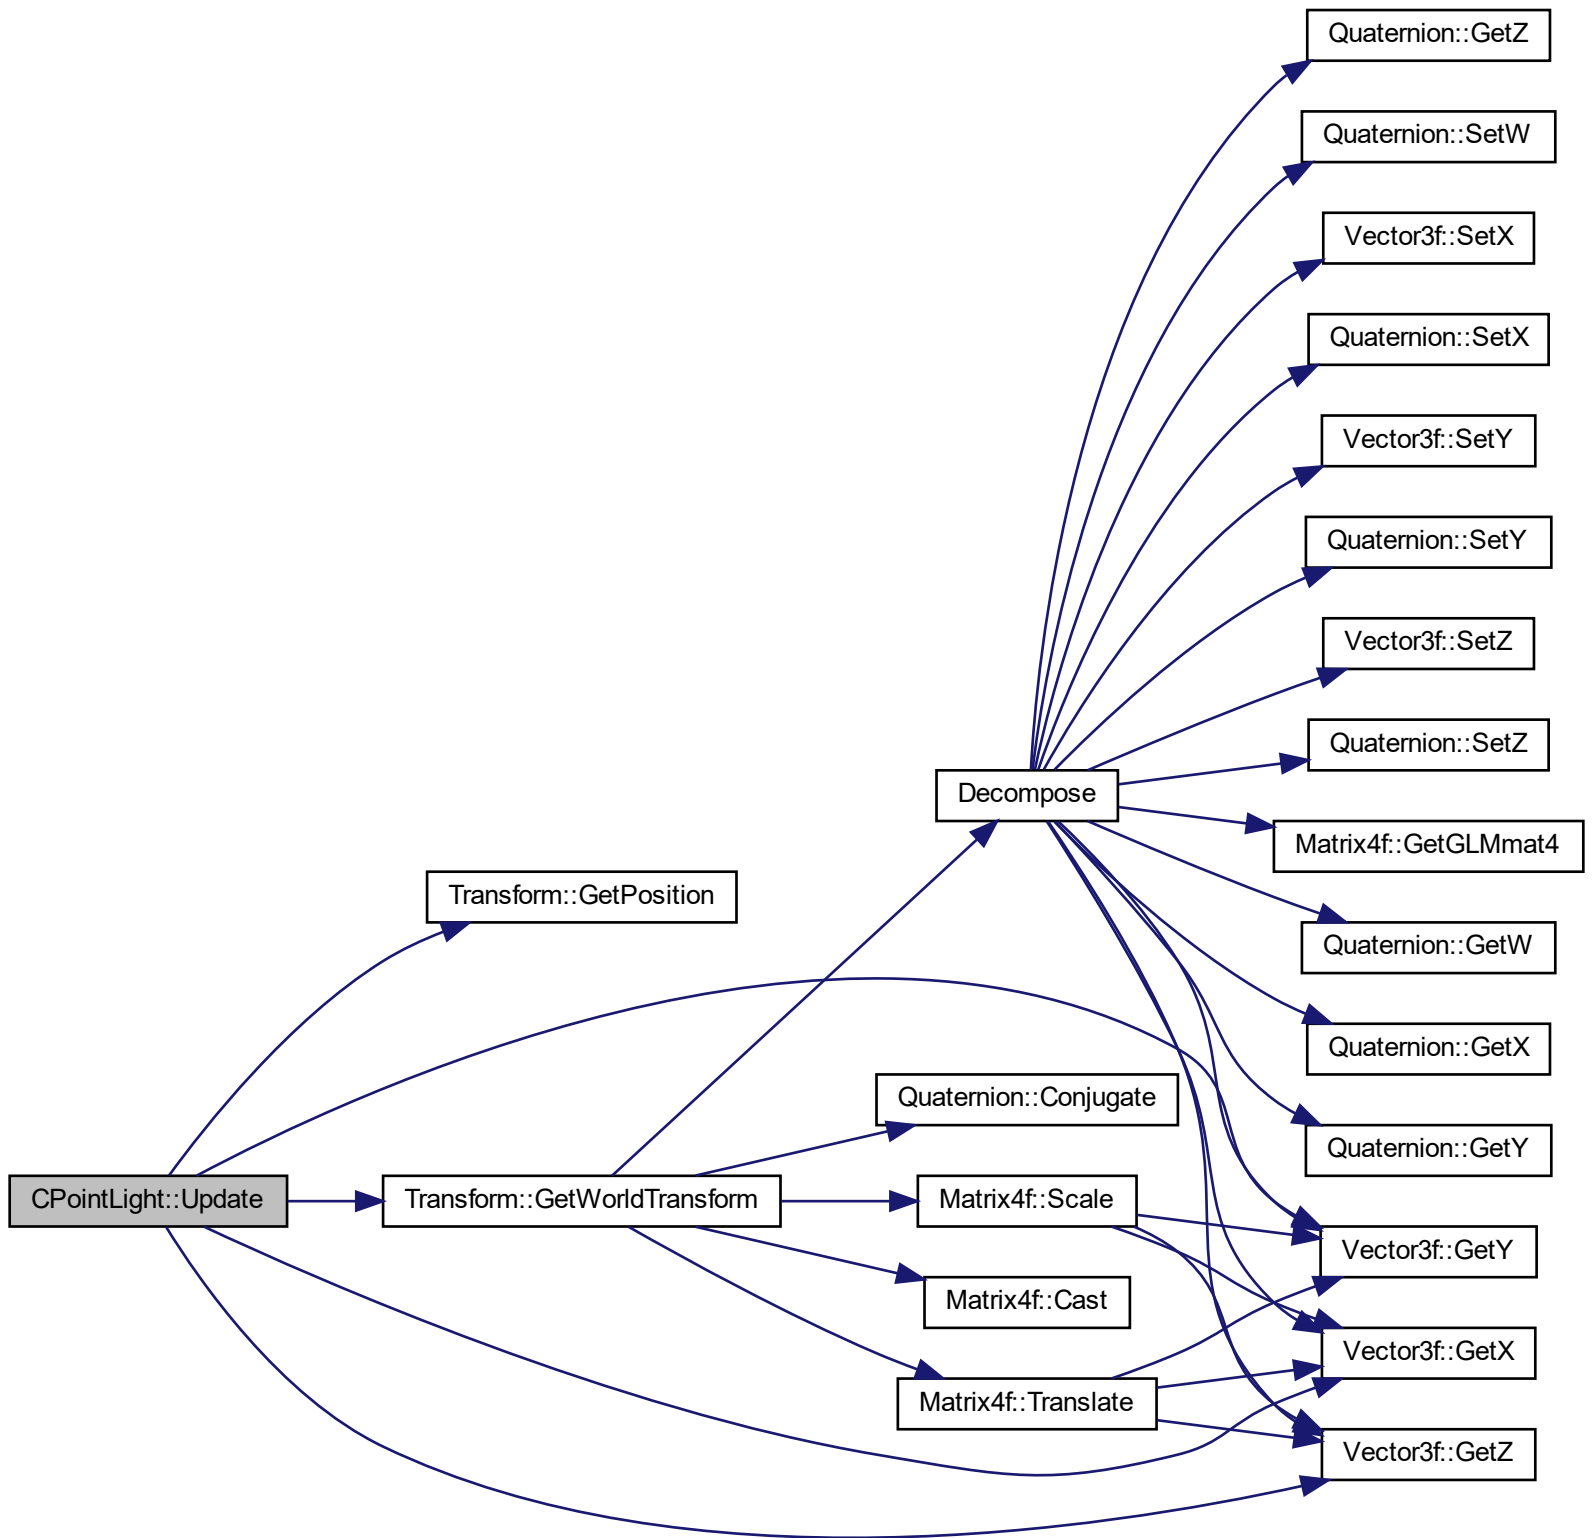 Quaternion::GetZ
Quaternion::SetW
Vector3f::SetX
Quaternion::SetX
Vector3f::SetY
Quaternion::SetY
Vector3f::SetZ
Quaternion::SetZ
Decompose
Matrix4f::GetGLMmat4
Transform::GetPosition
Quaternion::GetW
Quaternion::GetX
Quaternion::Conjugate
Quaternion::GetY
CPointLight::Update
Transform::GetWorldTransform
Matrix4f::Scale
Vector3f::GetY
Matrix4f::Cast
Vector3f::GetX
Matrix4f::Translate
Vector3f::GetZ